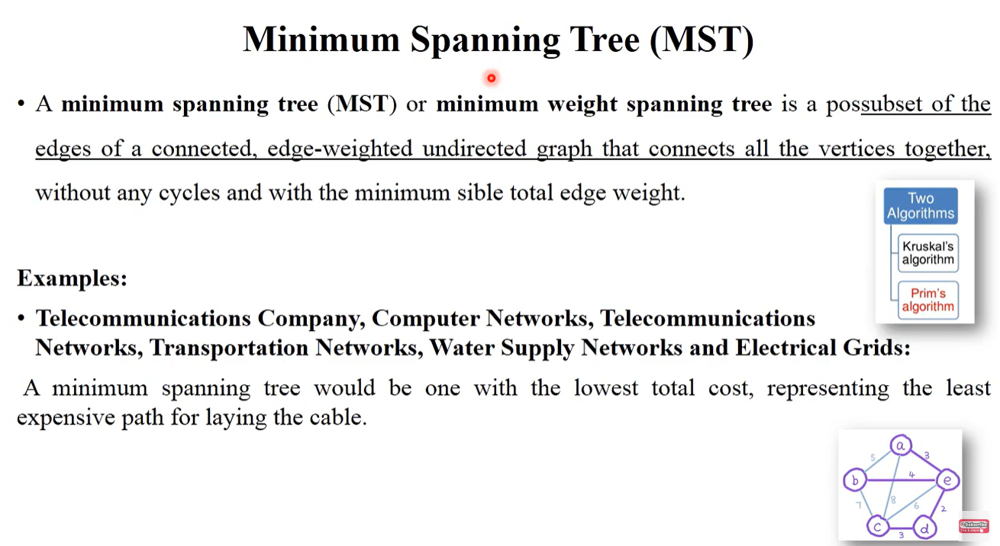 Minimum Spanning Tree (MST)
• A minimum spanning tree (MST) or minimum weight spanning tree is a possubset of the
edges of a connected, edge-weighted undirected graph that connects all the vertices together,
without any cycles and with the minimum sible total edge weight.
Two
Algorithms
Kruskal's
algorithm
Prim's
algorithm
Examples:
• Telecommunications Company, Computer Networks, Telecommunications
Networks, Transportation Networks, Water Supply Networks and Electrical Grids:
A minimum spanning tree would be one with the lowest total cost, representing the least
expensive path for laying the cable.
a
5
3
b
4
e
7
8
6
2
c
3
d
Subscribe